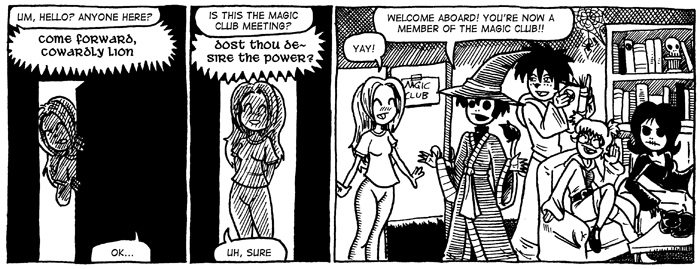 UM, HELLO? ANYONE HERE?
come forward,
cowardly lion
OK...
IS THIS THE MAGIC
CLUB MEETING?
dost thou de~
sire the power?
UH, SURE
WELCOME ABOARD! YOU'RE NOW A
MEMBER OF THE MAGIC CLUB!!
YAY!
MAGIC
CLUB